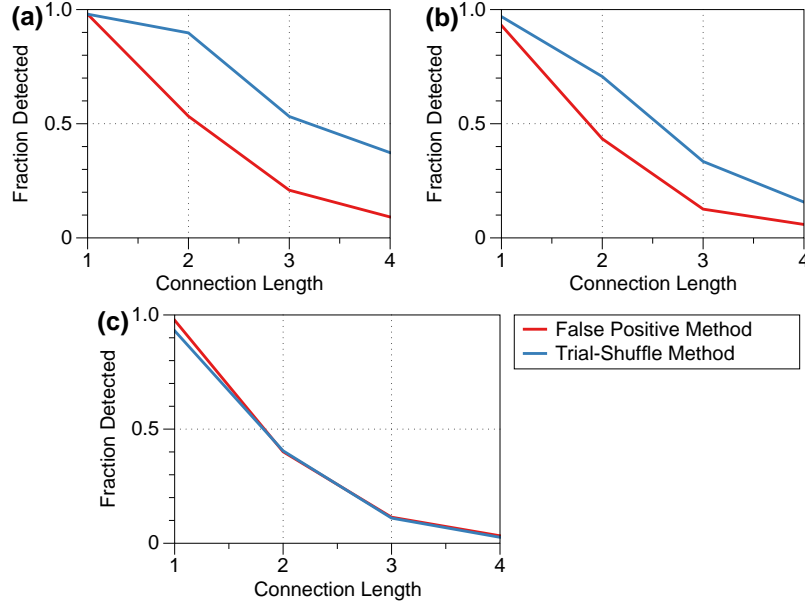 (a)
1.0
0.5
0
Fraction Detected
1 2 3 4
Connection Length
(b)
1.0
0.5
0
Fraction Detected
1 2 3 4
Connection Length
(c)
1.0
0.5
0
Fraction Detected
1 2 3 4
Connection Length
False Positive Method
Trial-Shuffle Method